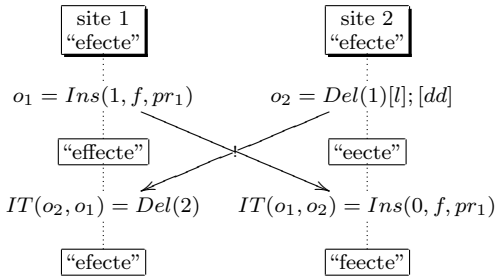 site 1
“efecte”
site 2
“efecte”
o₁ = Ins(1, f, pr₁)
o₂ = Del(1)[l]; [dd]
“effecte”
!
“eecte”
IT(o₂, o₁) = Del(2)
IT(o₁, o₂) = Ins(0, f, pr₁)
“efecte”
“feecte”